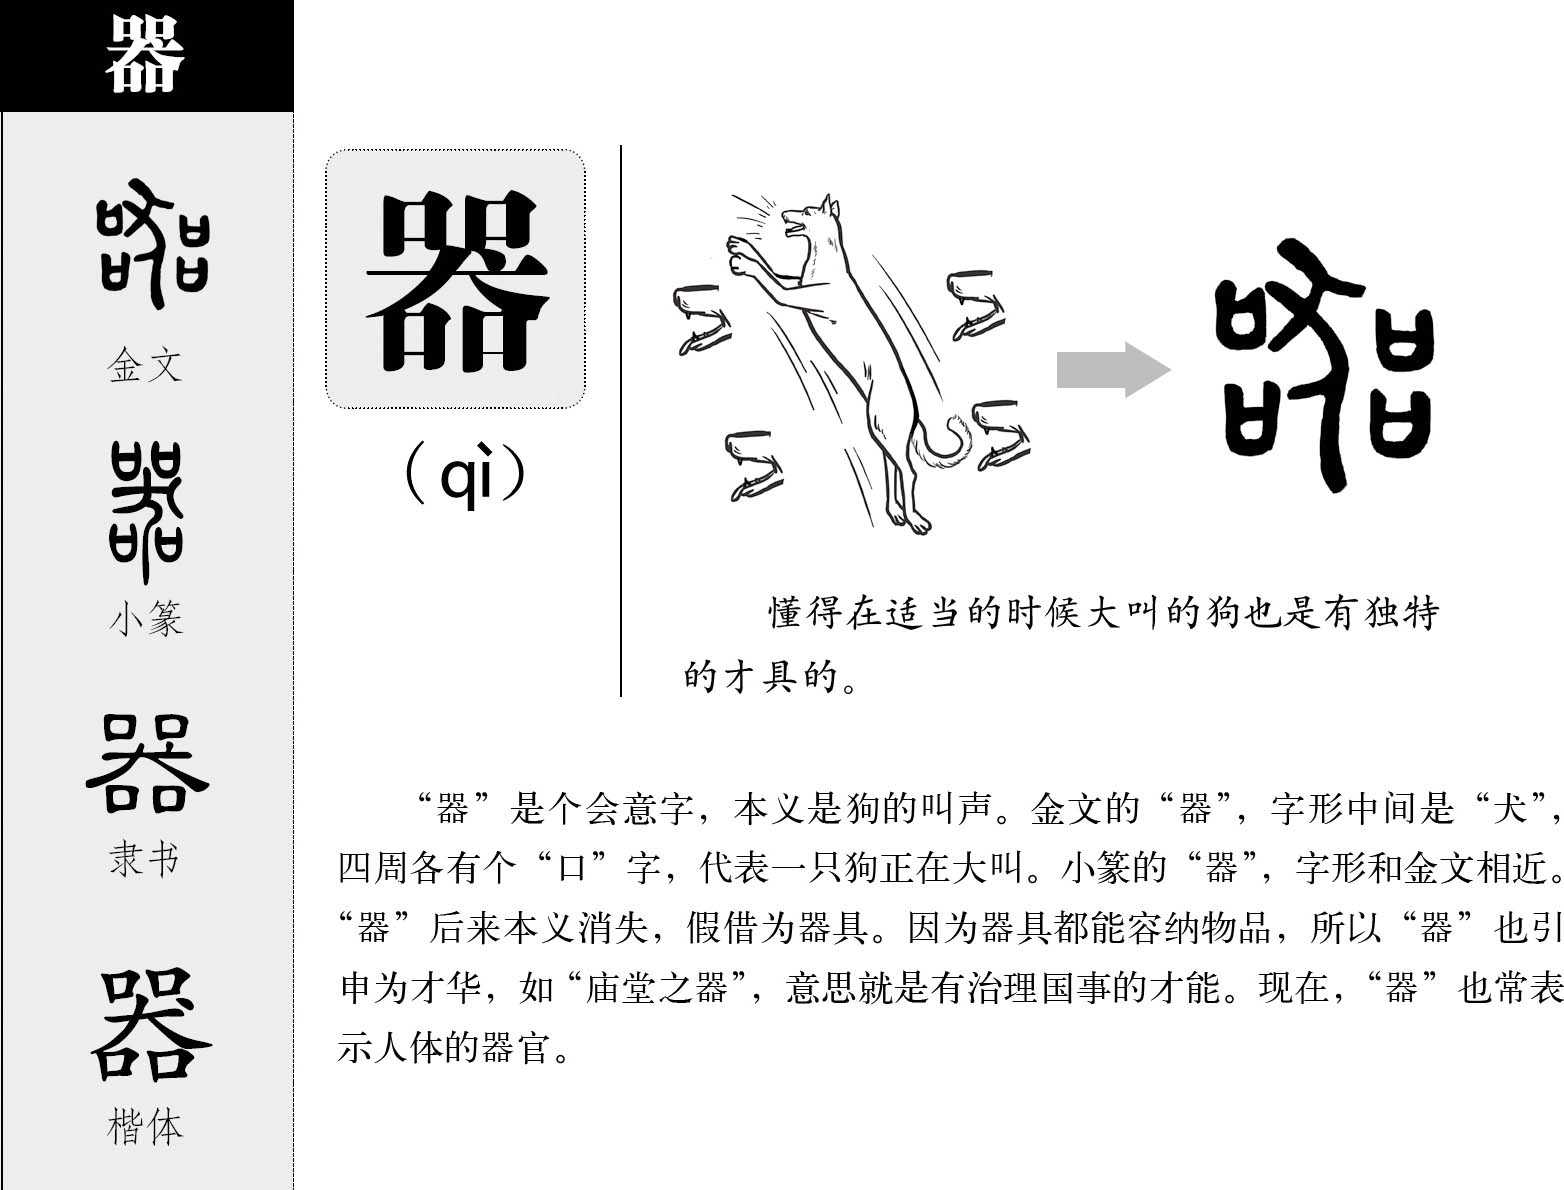 器
金文
小篆
隶书
楷体
器
（qì）
懂得在适当的时候大叫的狗也是有独特
的才具的。
“器”是个会意字，本义是狗的叫声。金文的“器”，字形中间是“犬”，
四周各有个“口”字，代表一只狗正在大叫。小篆的“器”，字形和金文相近。
“器”后来本义消失，假借为器具。因为器具都能容纳物品，所以“器”也引
申为才华，如“庙堂之器”，意思就是有治理国事的才能。现在，“器”也常表
示人体的器官。